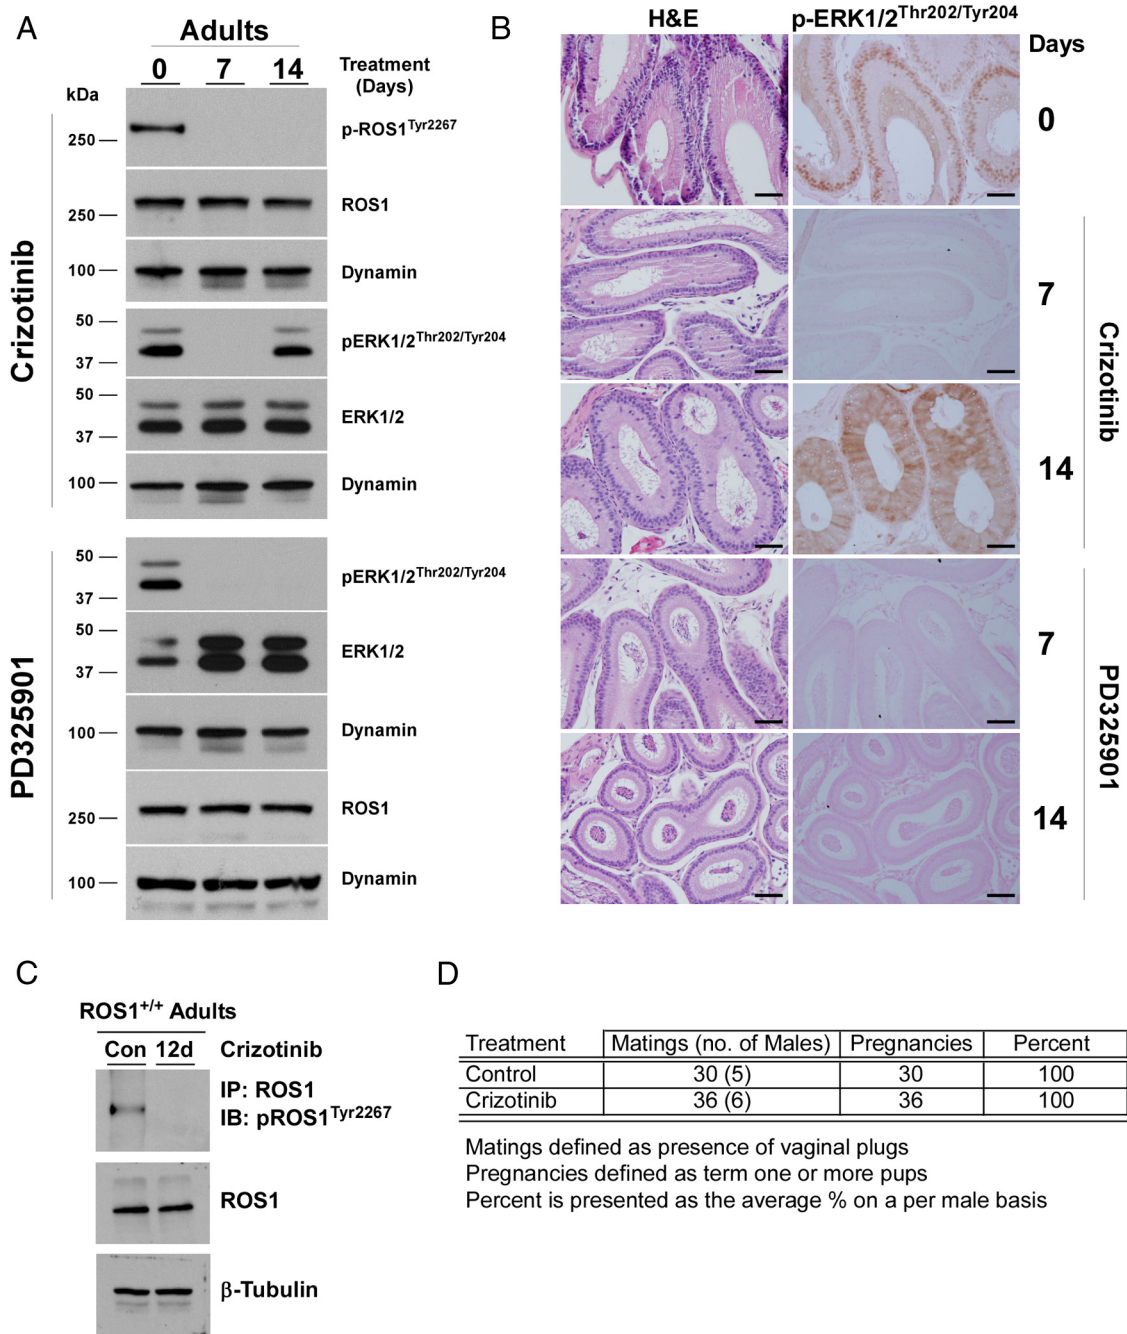 A
Adults
0 7 14
Treatment
(Days)
kDa
Crizotinib
250
p-ROS1Tyr2267
250
ROS1
100
Dynamin
50
37
pERK1/2Thr202/Tyr204
50
37
ERK1/2
100
Dynamin
PD325901
50
37
pERK1/2Thr202/Tyr204
50
37
ERK1/2
100
Dynamin
250
ROS1
100
Dynamin
B
H&E
p-ERK1/2Thr202/Tyr204
Days
0
7
14
Crizotinib
7
14
PD325901
C
ROS1+/+ Adults
Con 12d Crizotinib
IP: ROS1
IB: pROS1Tyr2267
ROS1
β-Tubulin
D
Treatment Matings (no. of Males) Pregnancies Percent
Control 30 (5) 30 100
Crizotinib 36 (6) 36 100
Matings defined as presence of vaginal plugs
Pregnancies defined as term one or more pups
Percent is presented as the average % on a per male basis